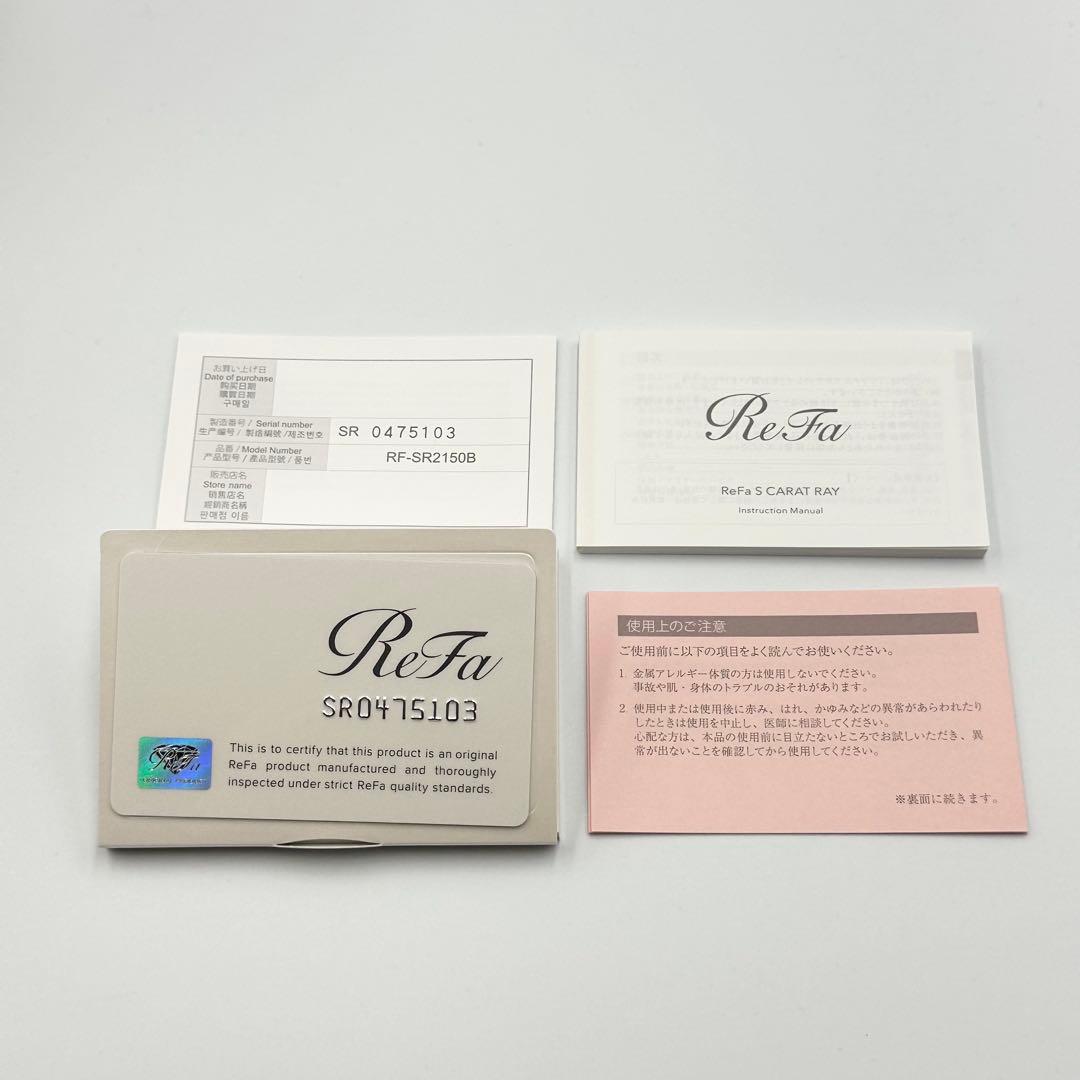 お買い上げ日
Date of purchase
购买日期
購買日期
구매일
製造番号 / Serial number
生产编号 / 製造編號 /제조번호
SR 0475103
品番 / Model Number
产品型号 / 產品型號 / 품번
RF-SR2150B
販売店名
Store name
销售店名
經銷商名稱
판매점 이름
ReFa
ReFa S CARAT RAY
Instruction Manual
ReFa
SR0475103
This is to certify that this product is an original
ReFa product manufactured and thoroughly
inspected under strict ReFa quality standards.
ReFa
使用上のご注意
ご使用前に以下の項目をよく読んでお使いください。
1. 金属アレルギー体質の方は使用しないでください。
事故や肌・身体のトラブルのおそれがあります。
2. 使用中または使用後に赤み、はれ、かゆみなどの異常があらわれたり
したときは使用を中止し、医師に相談してください。
心配な方は、本品の使用前に目立たないところでお試しいただき、異
常が出ないことを確認してから使用してください。
※裏面に続きます。